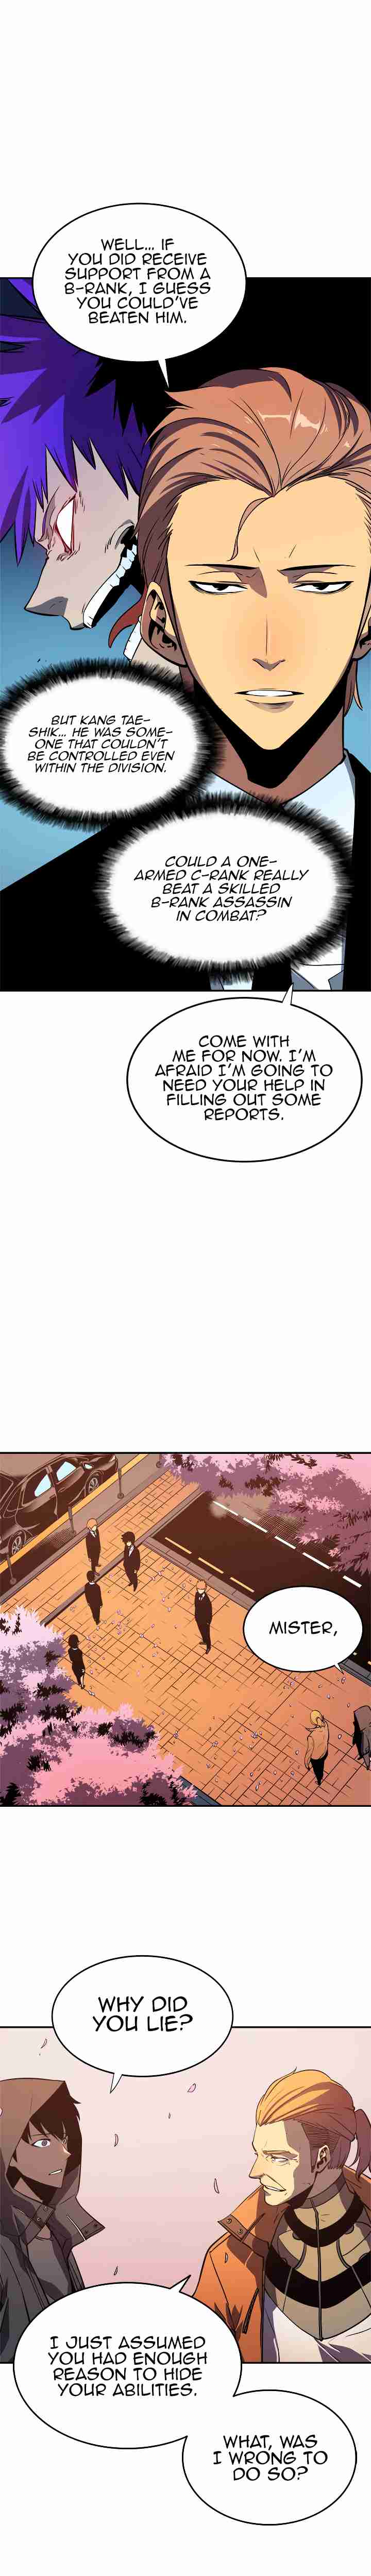 WELL... IF
YOU DID RECEIVE
SUPPORT FROM A
B-RANK, I GUESS
YOU COULD'VE
BEATEN HIM.
BUT KANG TAE-
SHIK... HE WAS SOME-
ONE THAT COULDN'T
BE CONTROLLED EVEN
WITHIN THE DIVISION.
COULD A ONE-
ARMED C-RANK REALLY
BEAT A SKILLED
B-RANK ASSASSIN
IN COMBAT?
COME WITH
ME FOR NOW. I'M
AFRAID I'M GOING TO
NEED YOUR HELP IN
FILLING OUT SOME
REPORTS.
MISTER,
WHY DID
YOU LIE?
I JUST ASSUMED
YOU HAD ENOUGH
REASON TO HIDE
YOUR ABILITIES.
WHAT, WAS
I WRONG TO
DO SO?